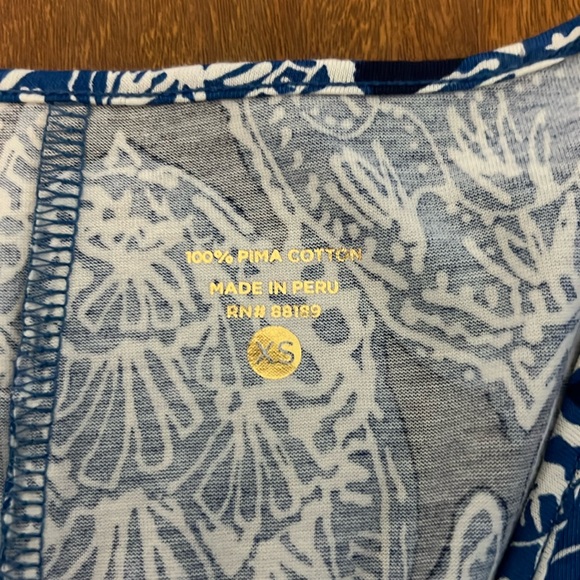 100% PIMA COTTON
MADE IN PERU
RN# 88189
XS